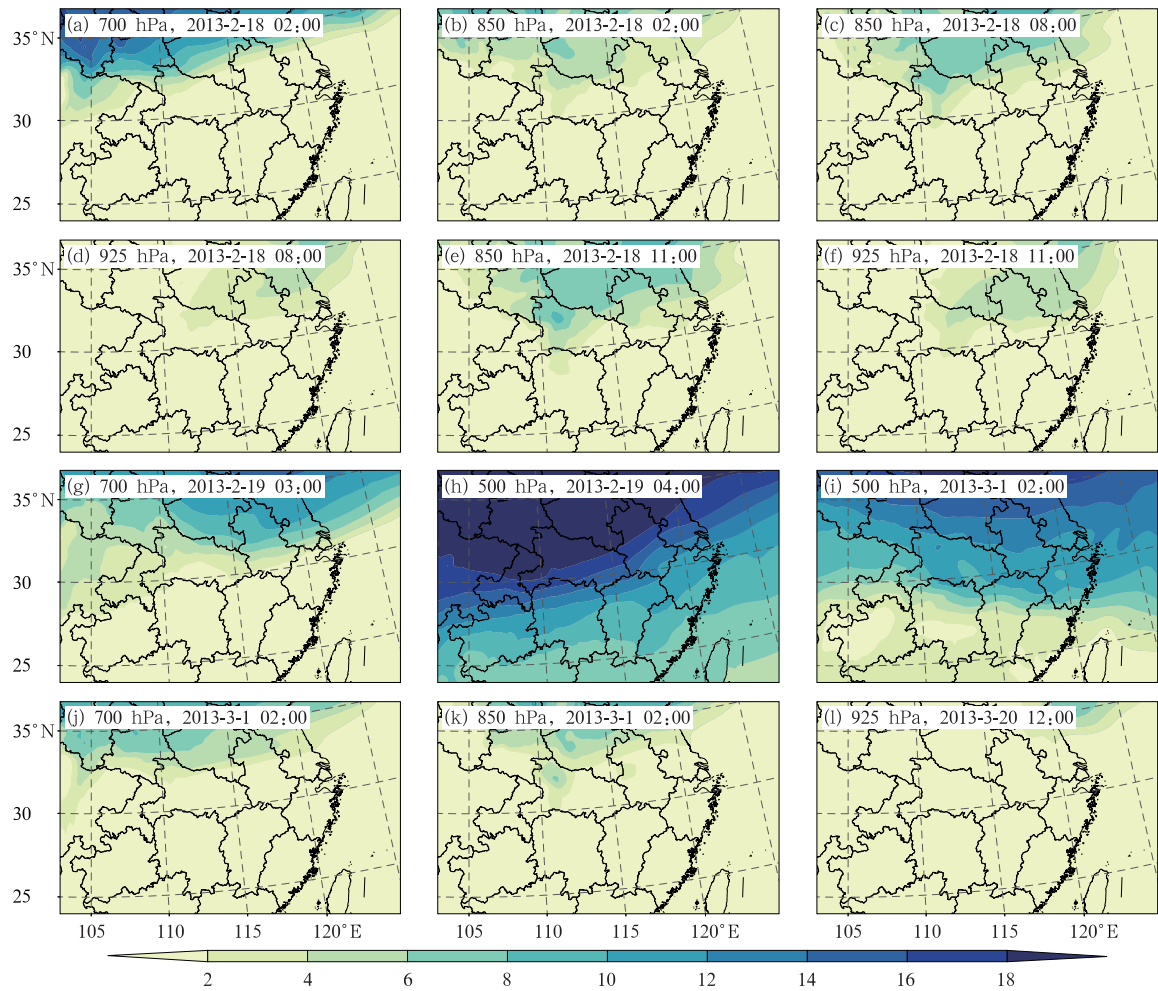 (a) 700 hPa, 2013-2-18 02:00
(b) 850 hPa, 2013-2-18 02:00
(c) 850 hPa, 2013-2-18 08:00
35°N
30
25
(d) 925 hPa, 2013-2-18 08:00
(e) 850 hPa, 2013-2-18 11:00
(f) 925 hPa, 2013-2-18 11:00
35°N
30
25
(g) 700 hPa, 2013-2-19 03:00
(h) 500 hPa, 2013-2-19 04:00
(i) 500 hPa, 2013-3-1 02:00
35°N
30
25
(j) 700 hPa, 2013-3-1 02:00
(k) 850 hPa, 2013-3-1 02:00
(l) 925 hPa, 2013-3-20 12:00
35°N
30
25
105 110 115 120°E
105 110 115 120°E
105 110 115 120°E
2 4 6 8 10 12 14 16 18